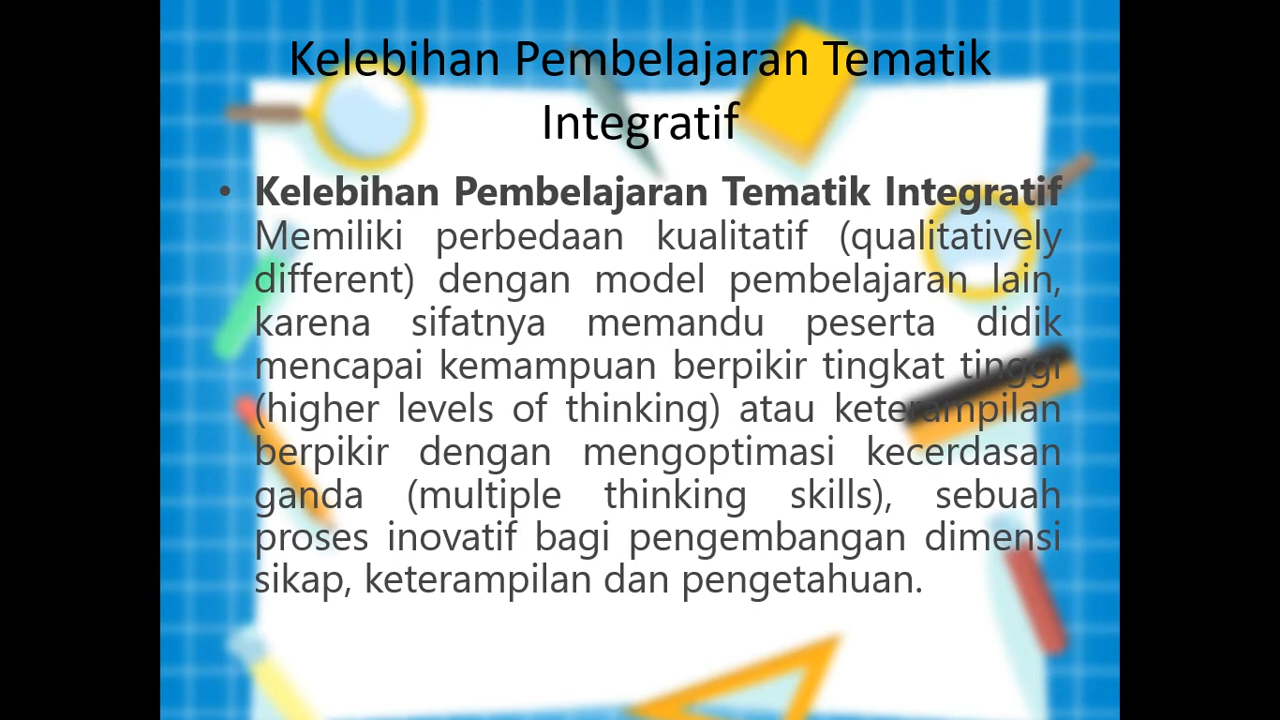 Kelebihan Pembelajaran Tematik
Integratif
• Kelebihan Pembelajaran Tematik Integratif
Memiliki perbedaan kualitatif (qualitatively
different) dengan model pembelajaran lain,
karena sifatnya memandu peserta didik
mencapai kemampuan berpikir tingkat tinggi
(higher levels of thinking) atau keterampilan
berpikir dengan mengoptimasi kecerdasan
ganda (multiple thinking skills), sebuah
proses inovatif bagi pengembangan dimensi
sikap, keterampilan dan pengetahuan.